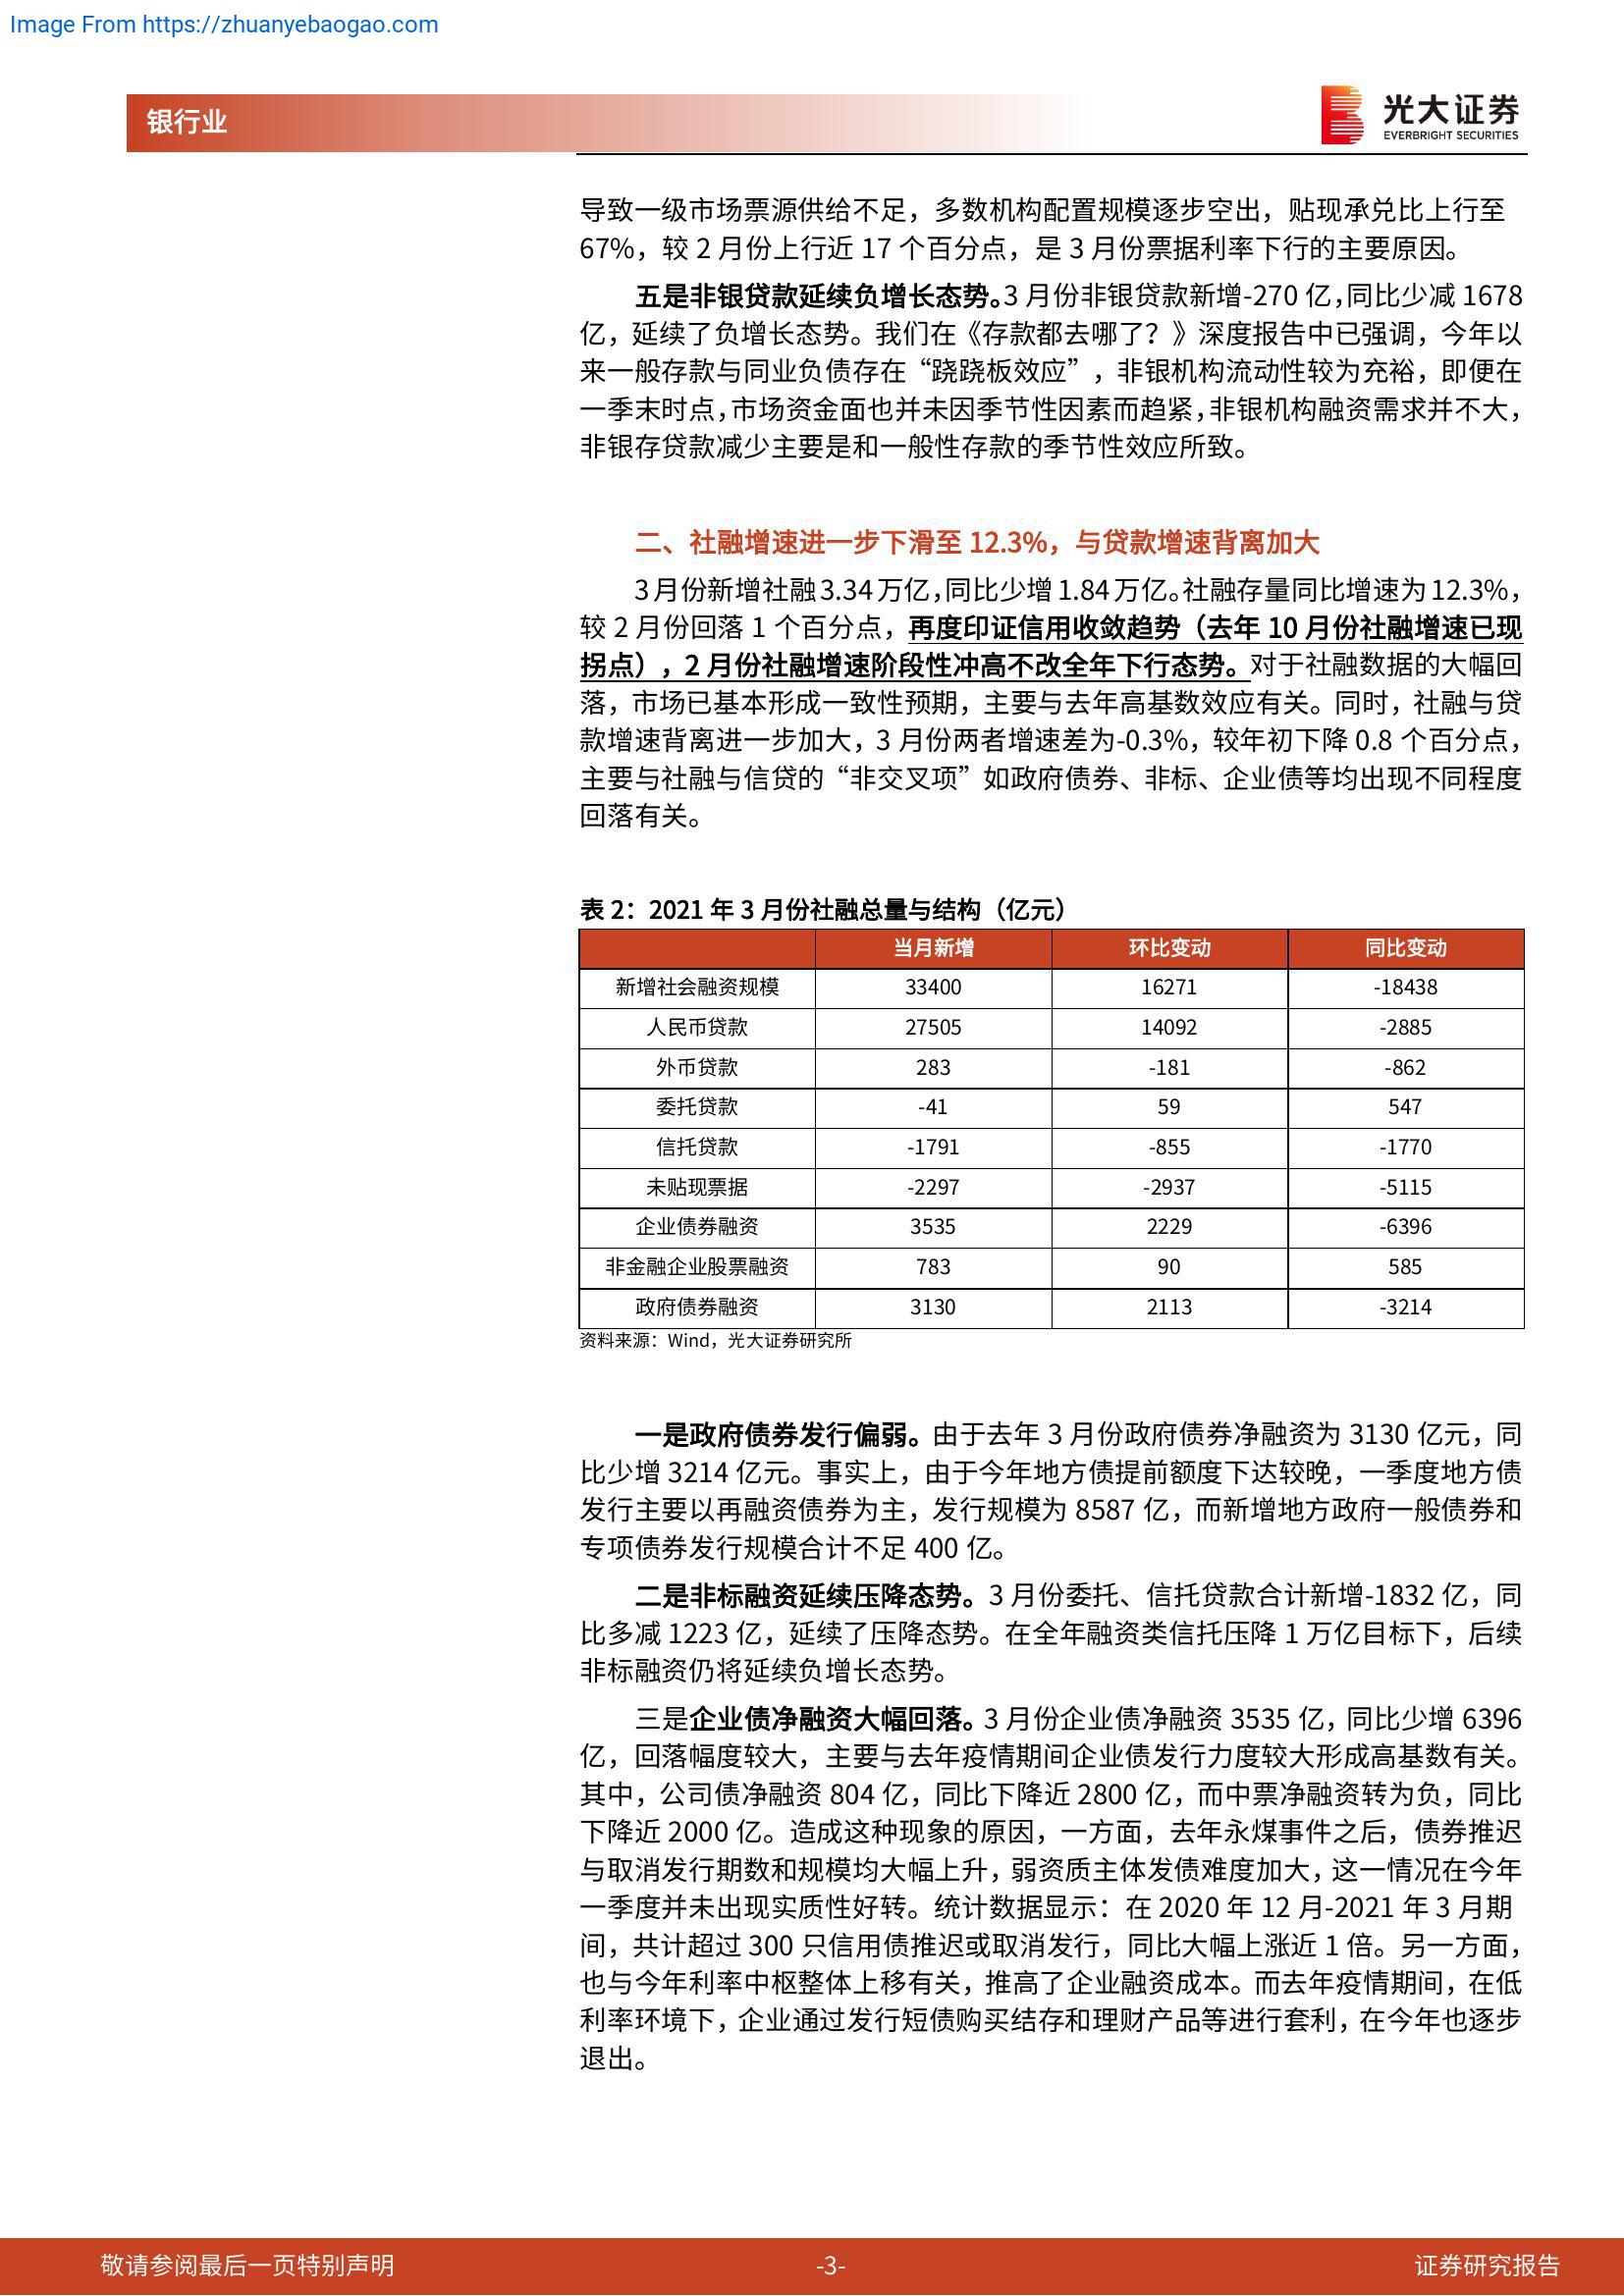 Image From https://zhuanyebaogao.com
银行业
光大证券
EVERBRIGHT SECURITIES
导致一级市场票源供给不足，多数机构配置规模逐步空出，贴现承兑比上行至
67%，较 2 月份上行近 17 个百分点，是 3 月份票据利率下行的主要原因。
五是非银贷款延续负增长态势。3 月份非银贷款新增-270 亿，同比少减 1678
亿，延续了负增长态势。我们在《存款都去哪了？》深度报告中已强调，今年以
来一般存款与同业负债存在“跷跷板效应”，非银机构流动性较为充裕，即便在
一季末时点，市场资金面也并未因季节性因素而趋紧，非银机构融资需求并不大，
非银存贷款减少主要是和一般性存款的季节性效应所致。
二、社融增速进一步下滑至 12.3%，与贷款增速背离加大
3 月份新增社融 3.34 万亿，同比少增 1.84 万亿。社融存量同比增速为 12.3%，
较 2 月份回落 1 个百分点，再度印证信用收敛趋势（去年 10 月份社融增速已现
拐点），2 月份社融增速阶段性冲高不改全年下行态势。对于社融数据的大幅回
落，市场已基本形成一致性预期，主要与去年高基数效应有关。同时，社融与贷
款增速背离进一步加大，3 月份两者增速差为-0.3%，较年初下降 0.8 个百分点，
主要与社融与信贷的“非交叉项”如政府债券、非标、企业债等均出现不同程度
回落有关。
表 2：2021 年 3 月份社融总量与结构（亿元）
当月新增 环比变动 同比变动
新增社会融资规模 33400 16271 -18438
人民币贷款 27505 14092 -2885
外币贷款 283 -181 -862
委托贷款 -41 59 547
信托贷款 -1791 -855 -1770
未贴现票据 -2297 -2937 -5115
企业债券融资 3535 2229 -6396
非金融企业股票融资 783 90 585
政府债券融资 3130 2113 -3214
资料来源：Wind，光大证券研究所
一是政府债券发行偏弱。由于去年 3 月份政府债券净融资为 3130 亿元，同
比少增 3214 亿元。事实上，由于今年地方债提前额度下达较晚，一季度地方债
发行主要以再融资债券为主，发行规模为 8587 亿，而新增地方政府一般债券和
专项债券发行规模合计不足 400 亿。
二是非标融资延续压降态势。3 月份委托、信托贷款合计新增-1832 亿，同
比多减 1223 亿，延续了压降态势。在全年融资类信托压降 1 万亿目标下，后续
非标融资仍将延续负增长态势。
三是企业债净融资大幅回落。3 月份企业债净融资 3535 亿，同比少增 6396
亿，回落幅度较大，主要与去年疫情期间企业债发行力度较大形成高基数有关。
其中，公司债净融资 804 亿，同比下降近 2800 亿，而中票净融资转为负，同比
下降近 2000 亿。造成这种现象的原因，一方面，去年永煤事件之后，债券推迟
与取消发行期数和规模均大幅上升，弱资质主体发债难度加大，这一情况在今年
一季度并未出现实质性好转。统计数据显示：在 2020 年 12 月-2021 年 3 月期
间，共计超过 300 只信用债推迟或取消发行，同比大幅上涨近 1 倍。另一方面，
也与今年利率中枢整体上移有关，推高了企业融资成本。而去年疫情期间，在低
利率环境下，企业通过发行短债购买结存和理财产品等进行套利，在今年也逐步
退出。
敬请参阅最后一页特别声明 -3- 证券研究报告